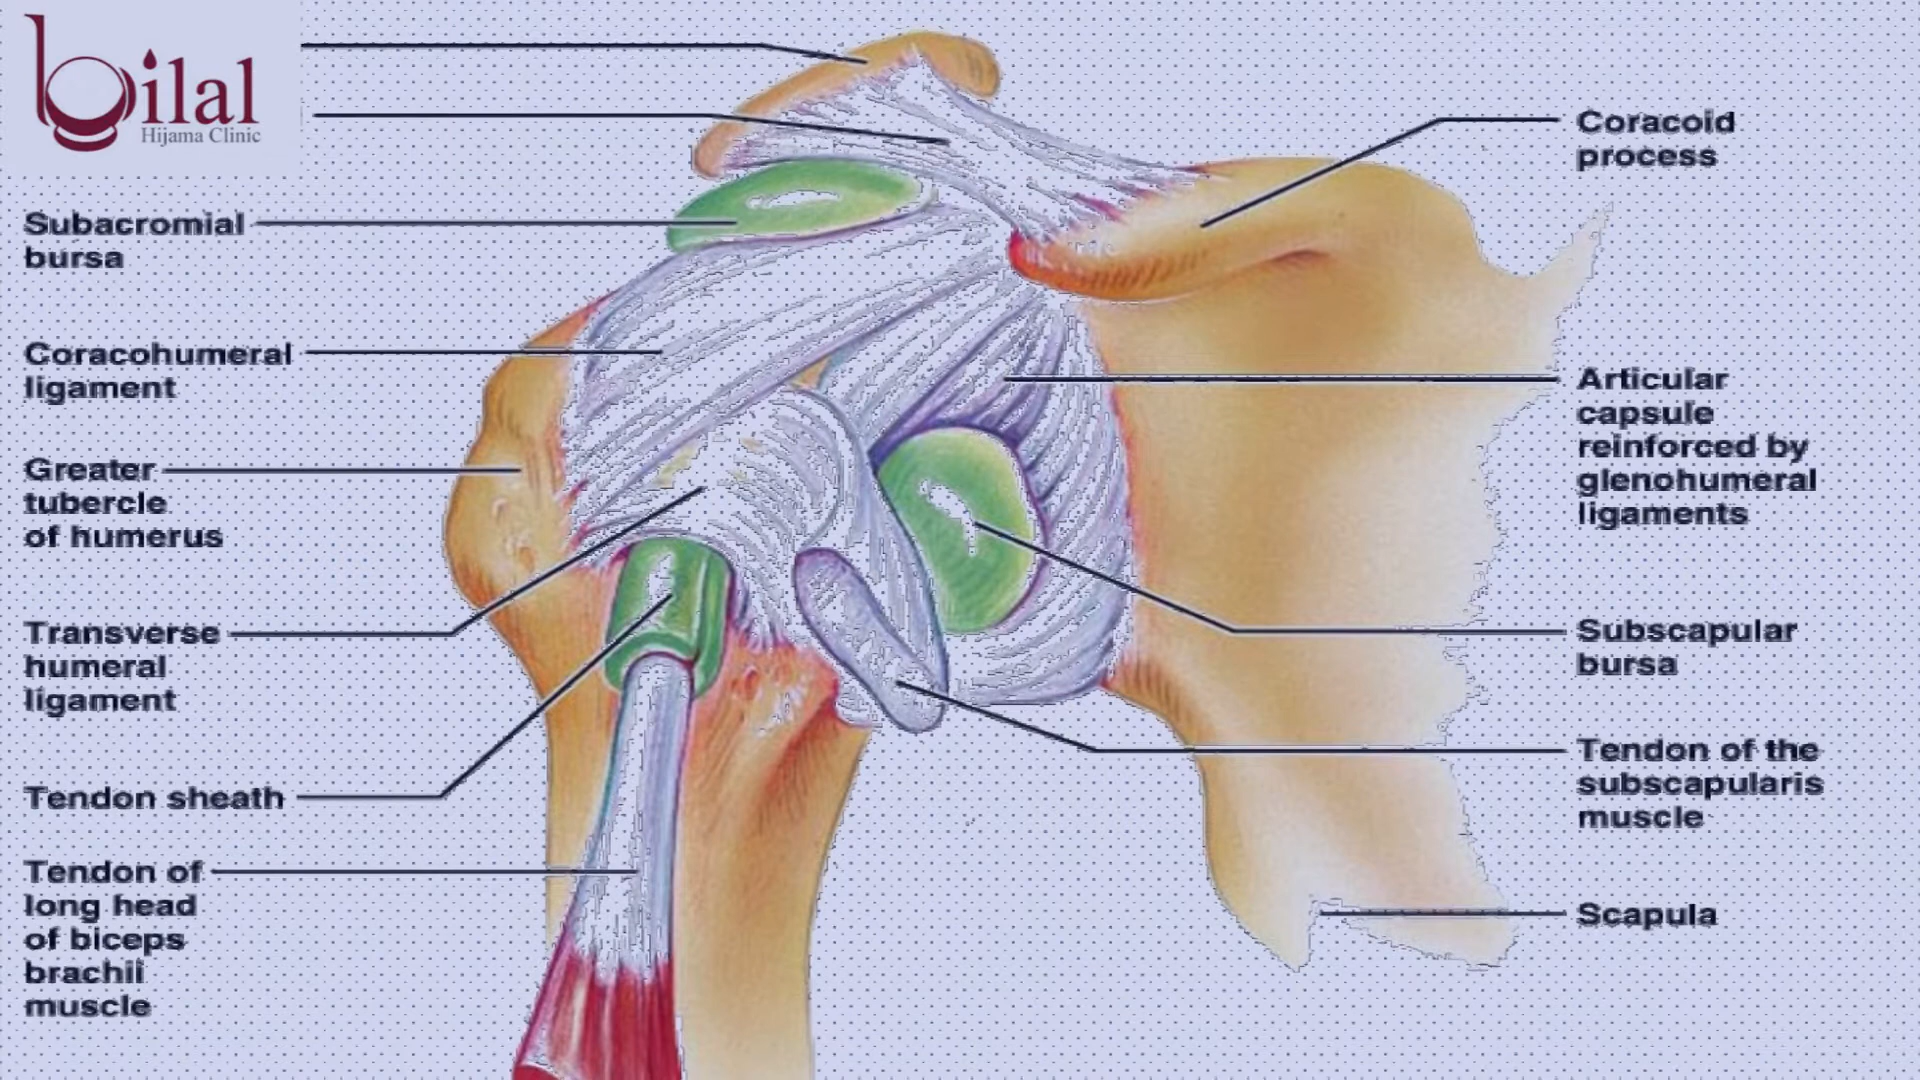 bilal
Hijama Clinic
Subacromial
bursa
Coracohumeral
ligament
Greater
tubercle
of humerus
Transverse
humeral
ligament
Tendon sheath
Tendon of
long head
of biceps
brachii
muscle
Coracoid
process
Articular
capsule
reinforced by
glenohumeral
ligaments
Subscapular
bursa
Tendon of the
subscapularis
muscle
Scapula